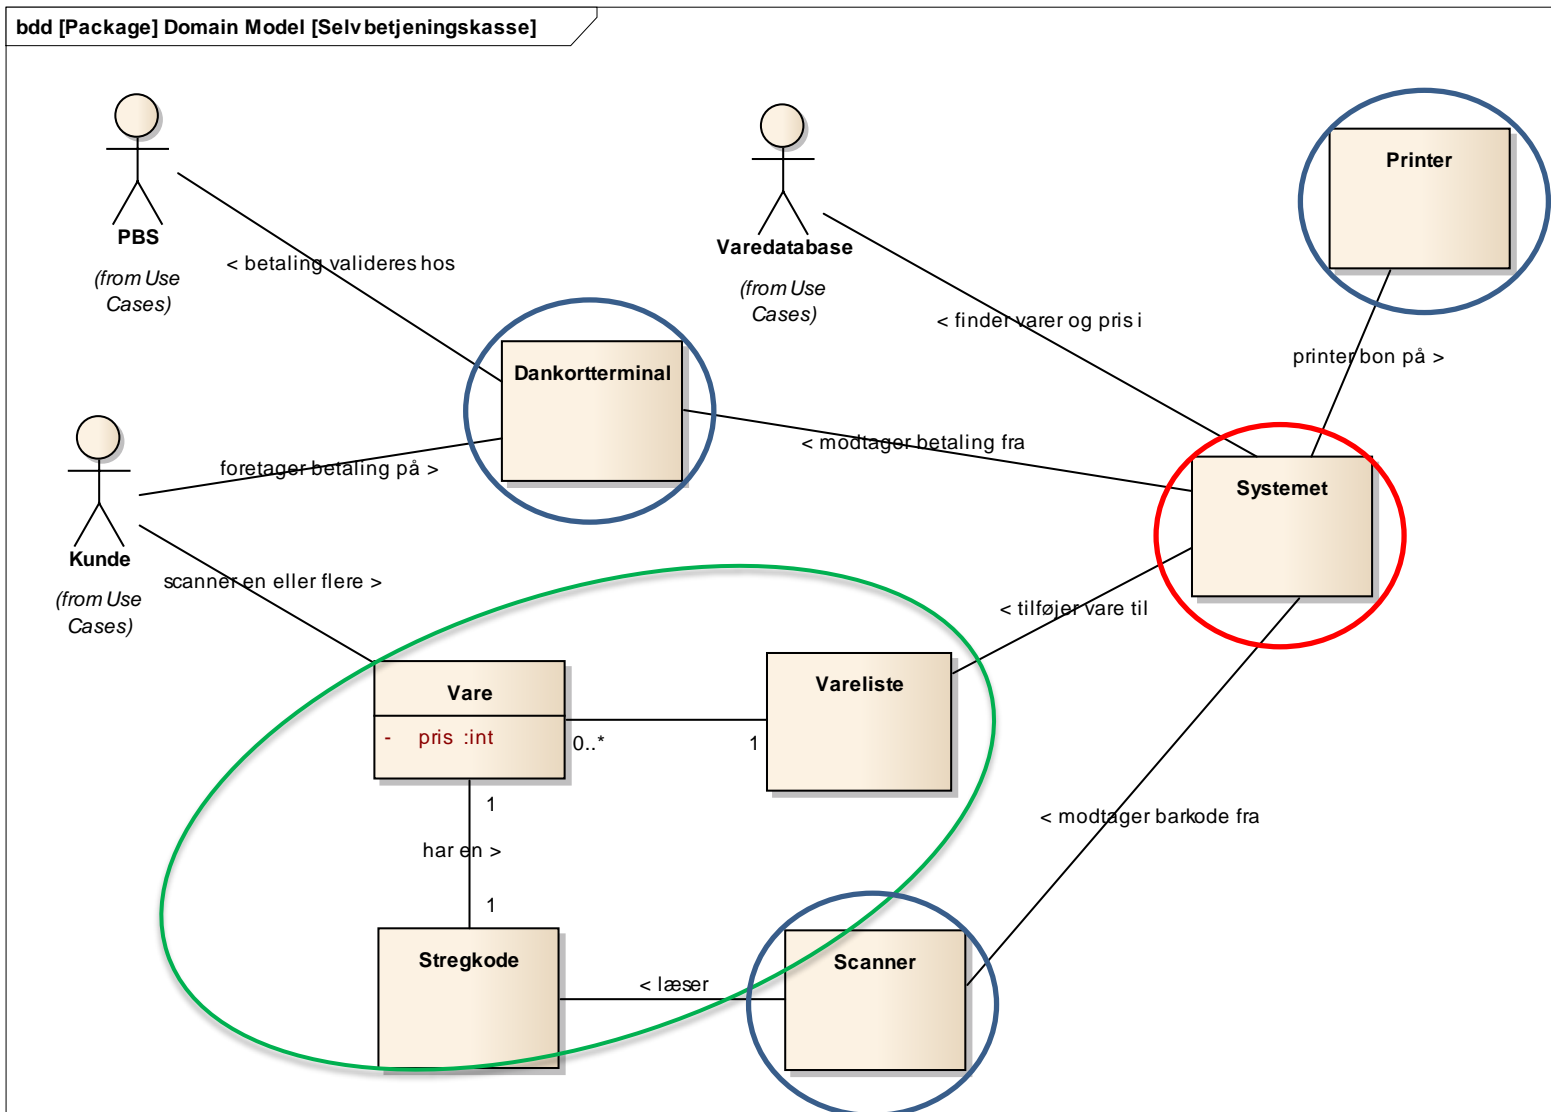 bdd [Package] Domain Model [Selvbetjeningskasse]
PBS
(from Use
Cases)
Varedatabase
(from Use
Cases)
Printer
< betaling valideres hos
< finder varer og pris i
printer bon på >
Dankortterminal
< modtager betaling fra
foretager betaling på >
Systemet
Kunde
(from Use
Cases)
scanner en eller flere >
< tilføjer vare til
Vare
- pris :int
0..*
1
Vareliste
1
har en >
1
< modtager barkode fra
Stregkode
< læser
Scanner